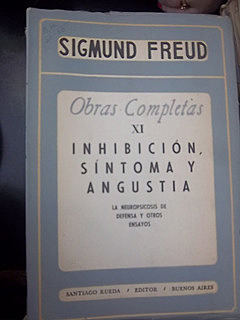 SIGMUND FREUD
Obras Completas
XI
INHIBICIÓN,
SÍNTOMA Y
ANGUSTIA
LA NEUROPSICOSIS DE
DEFENSA Y OTROS
ENSAYOS
SANTIAGO RUEDA / EDITOR / BUENOS AIRES